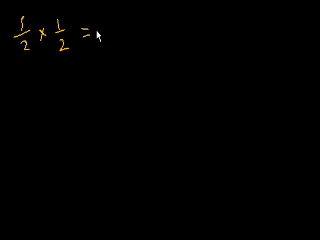 1/2 × 1/2 =